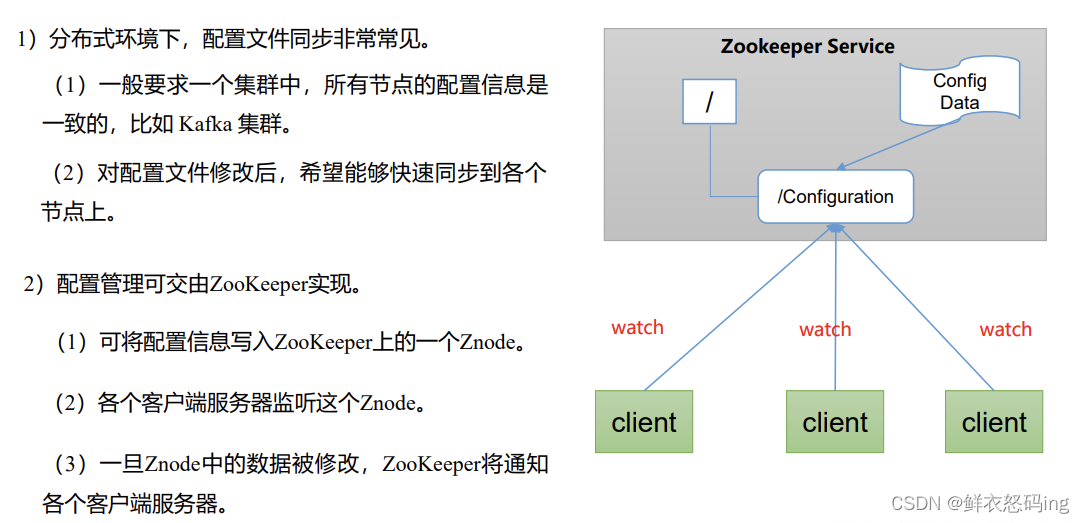 1）分布式环境下，配置文件同步非常常见。
（1）一般要求一个集群中，所有节点的配置信息是
一致的，比如 Kafka 集群。
（2）对配置文件修改后，希望能够快速同步到各个
节点上。
2）配置管理可交由ZooKeeper实现。
（1）可将配置信息写入ZooKeeper上的一个Znode。
（2）各个客户端服务器监听这个Znode。
（3）一旦Znode中的数据被修改，ZooKeeper将通知
各个客户端服务器。
Zookeeper Service
/
Config
Data
/Configuration
watch
watch
watch
client
client
client
CSDN @鲜衣怒码ing